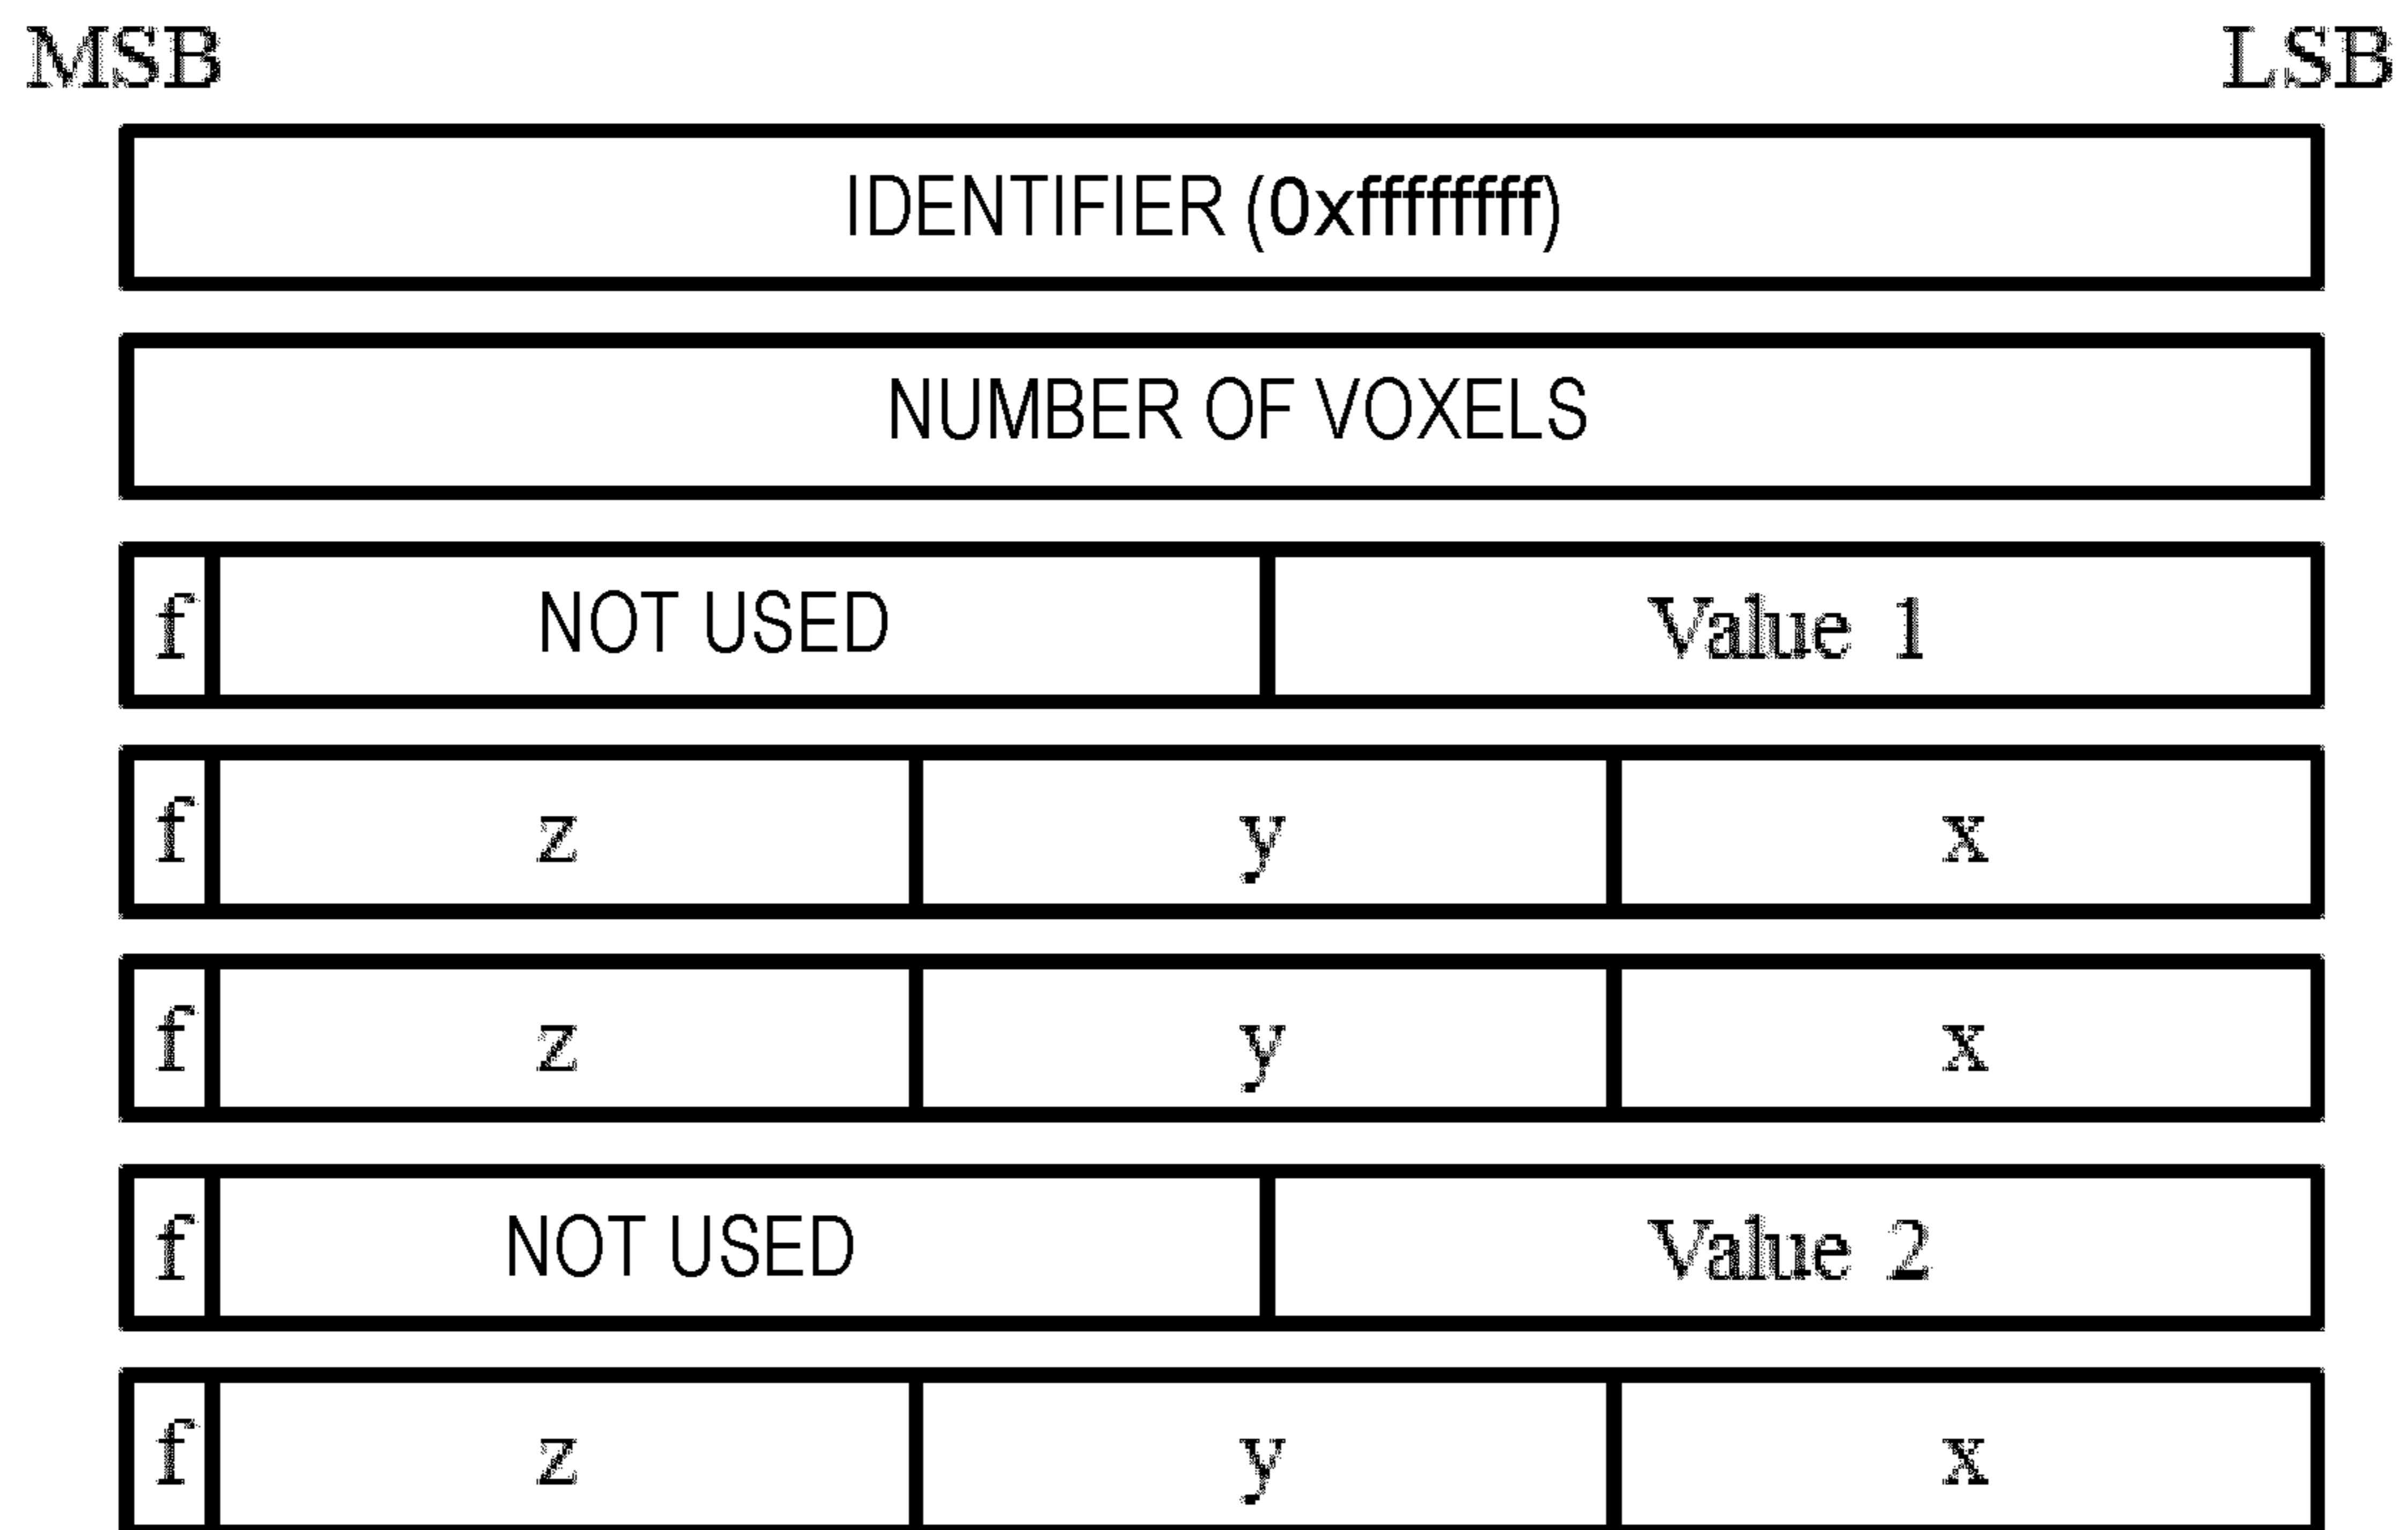 MSB LSB
IDENTIFIER (0xffffffff)
NUMBER OF VOXELS
f NOT USED Value 1
f z y x
f z y x
f NOT USED Value 2
f z y x